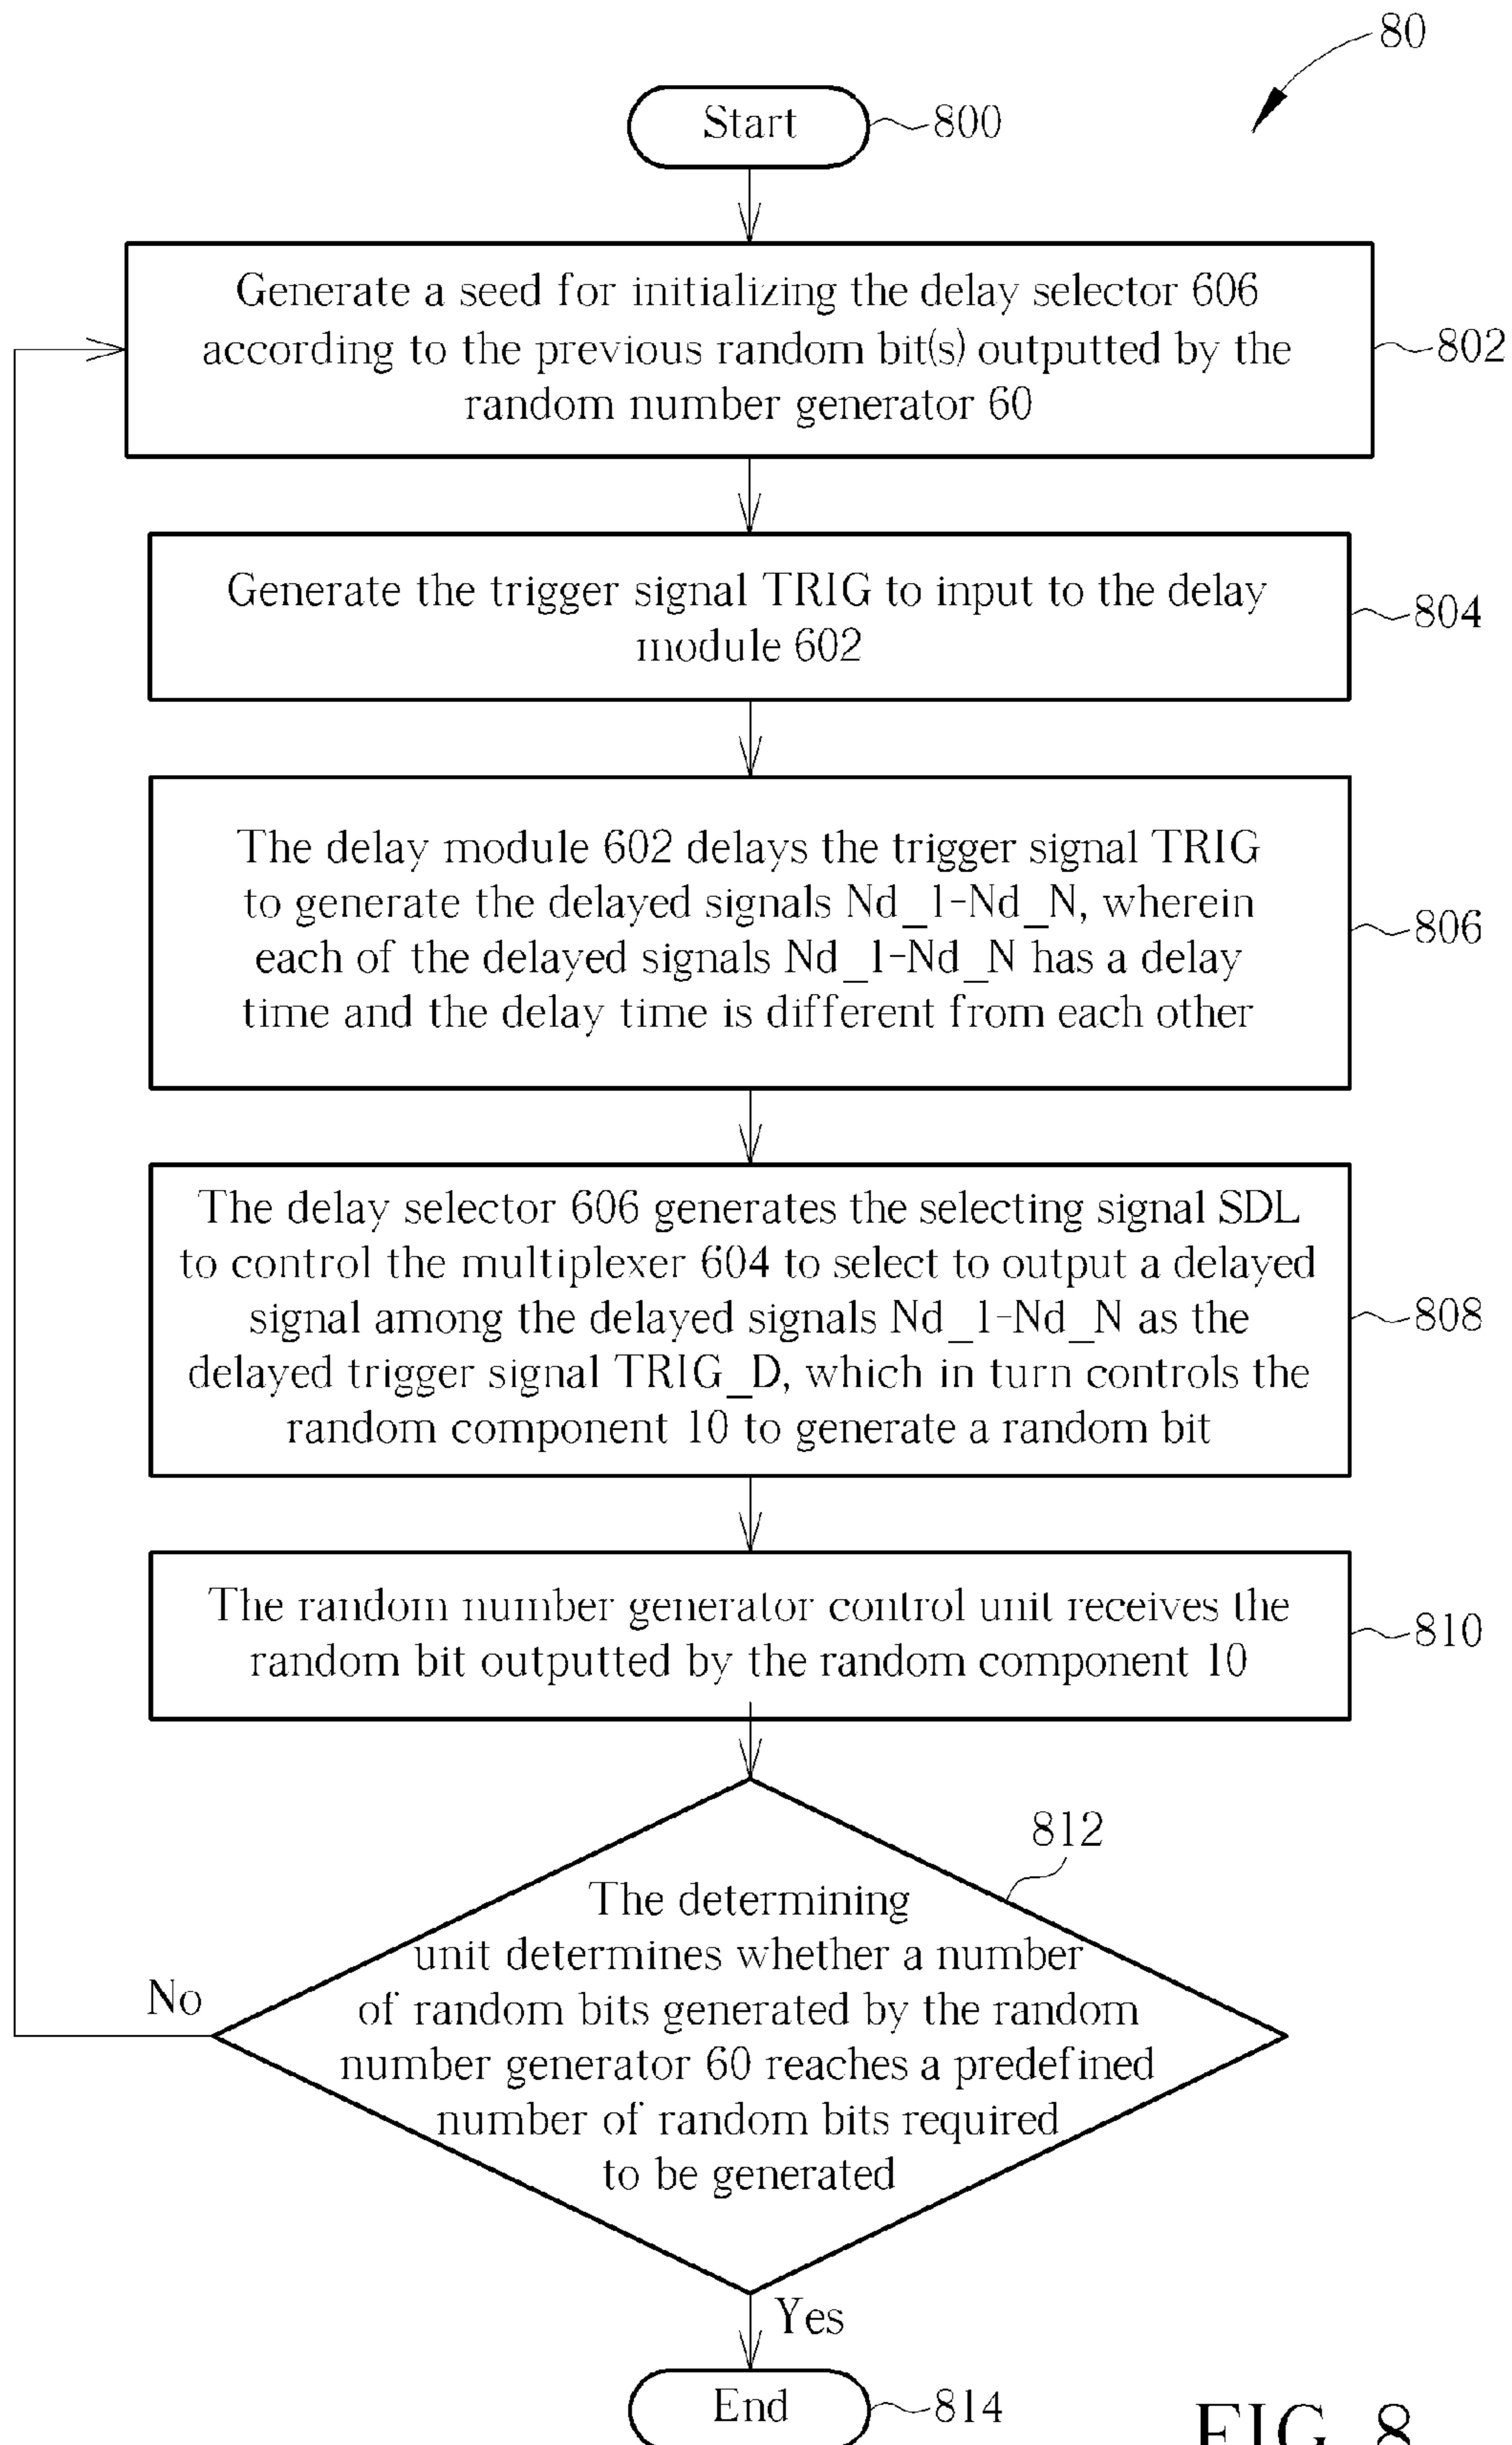 80
Start
800
Generate a seed for initializing the delay selector 606
according to the previous random bit(s) outputted by the
random number generator 60
802
Generate the trigger signal TRIG to input to the delay
module 602
804
The delay module 602 delays the trigger signal TRIG
to generate the delayed signals Nd_1-Nd_N, wherein
each of the delayed signals Nd_1-Nd_N has a delay
time and the delay time is different from each other
806
The delay selector 606 generates the selecting signal SDL
to control the multiplexer 604 to select to output a delayed
signal among the delayed signals Nd_1-Nd_N as the
delayed trigger signal TRIG_D, which in turn controls the
random component 10 to generate a random bit
808
The random number generator control unit receives the
random bit outputted by the random component 10
810
812
The determining
unit determines whether a number
of random bits generated by the random
number generator 60 reaches a predefined
number of random bits required
to be generated
No
Yes
End
814
FIG. 8